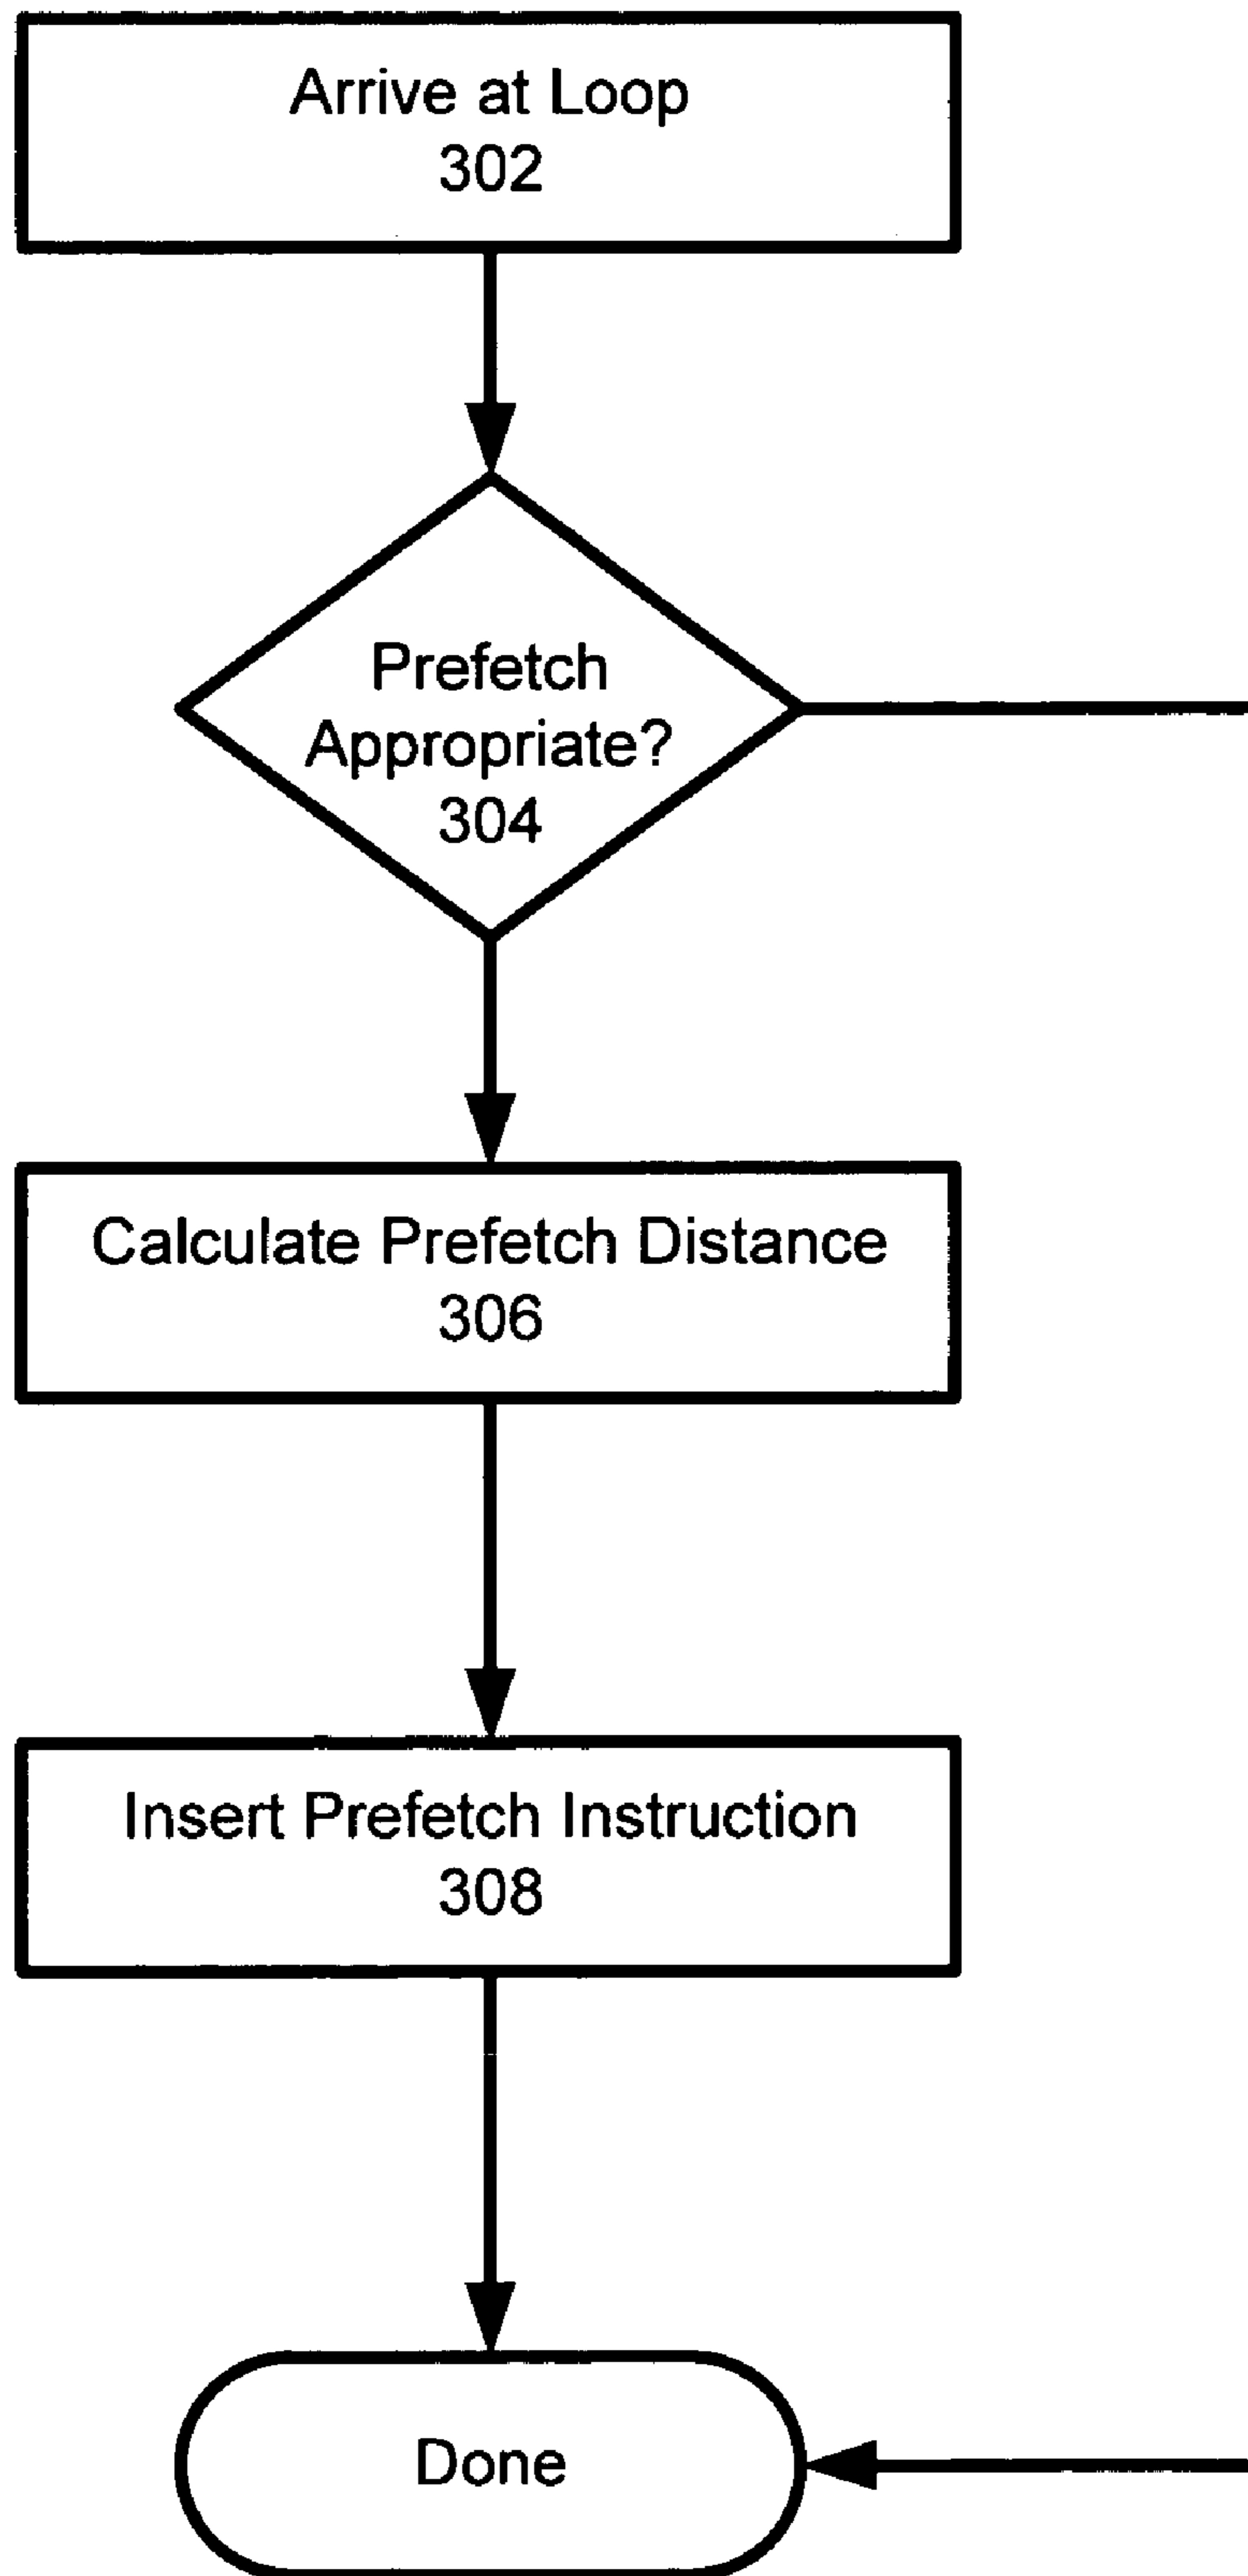 Arrive at Loop
302
Prefetch
Appropriate?
304
Calculate Prefetch Distance
306
Insert Prefetch Instruction
308
Done